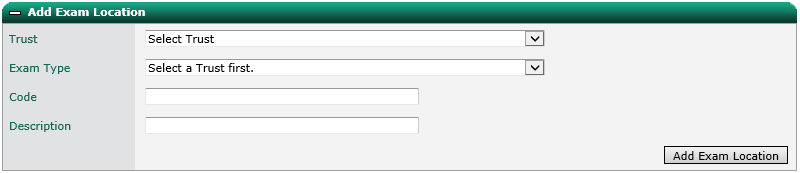 Add Exam Location
Trust Select Trust
Exam Type Select a Trust first.
Code
Description
Add Exam Location